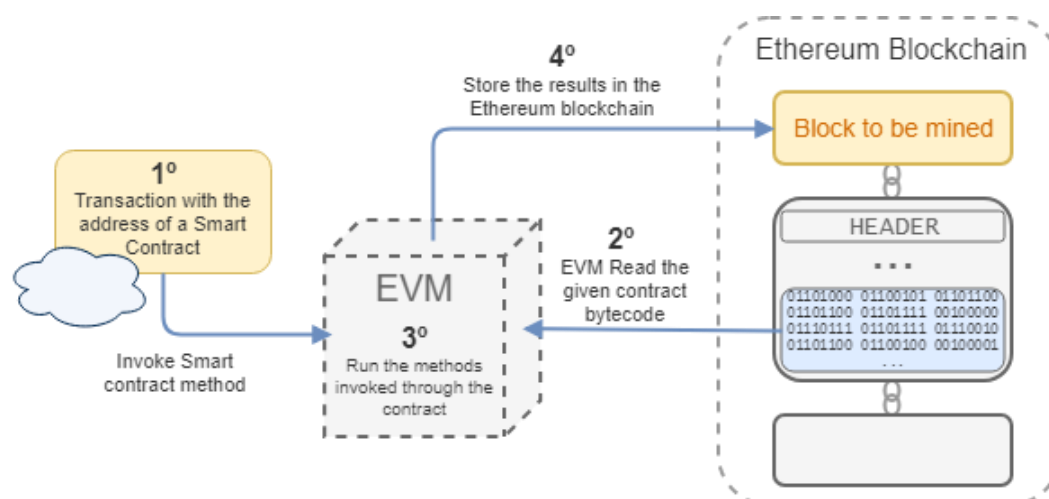 Ethereum Blockchain
4º
Store the results in the
Ethereum blockchain
Block to be mined
1º
Transaction with the
address of a Smart
Contract
HEADER
...
2º
EVM Read the
given contract
bytecode
EVM
3º
Run the methods
invoked through the
contract
Invoke Smart
contract method
01101000 01100101 01101100
01101100 01101111 00100000
01110111 01101111 01110010
01101100 01100100 00100001
...